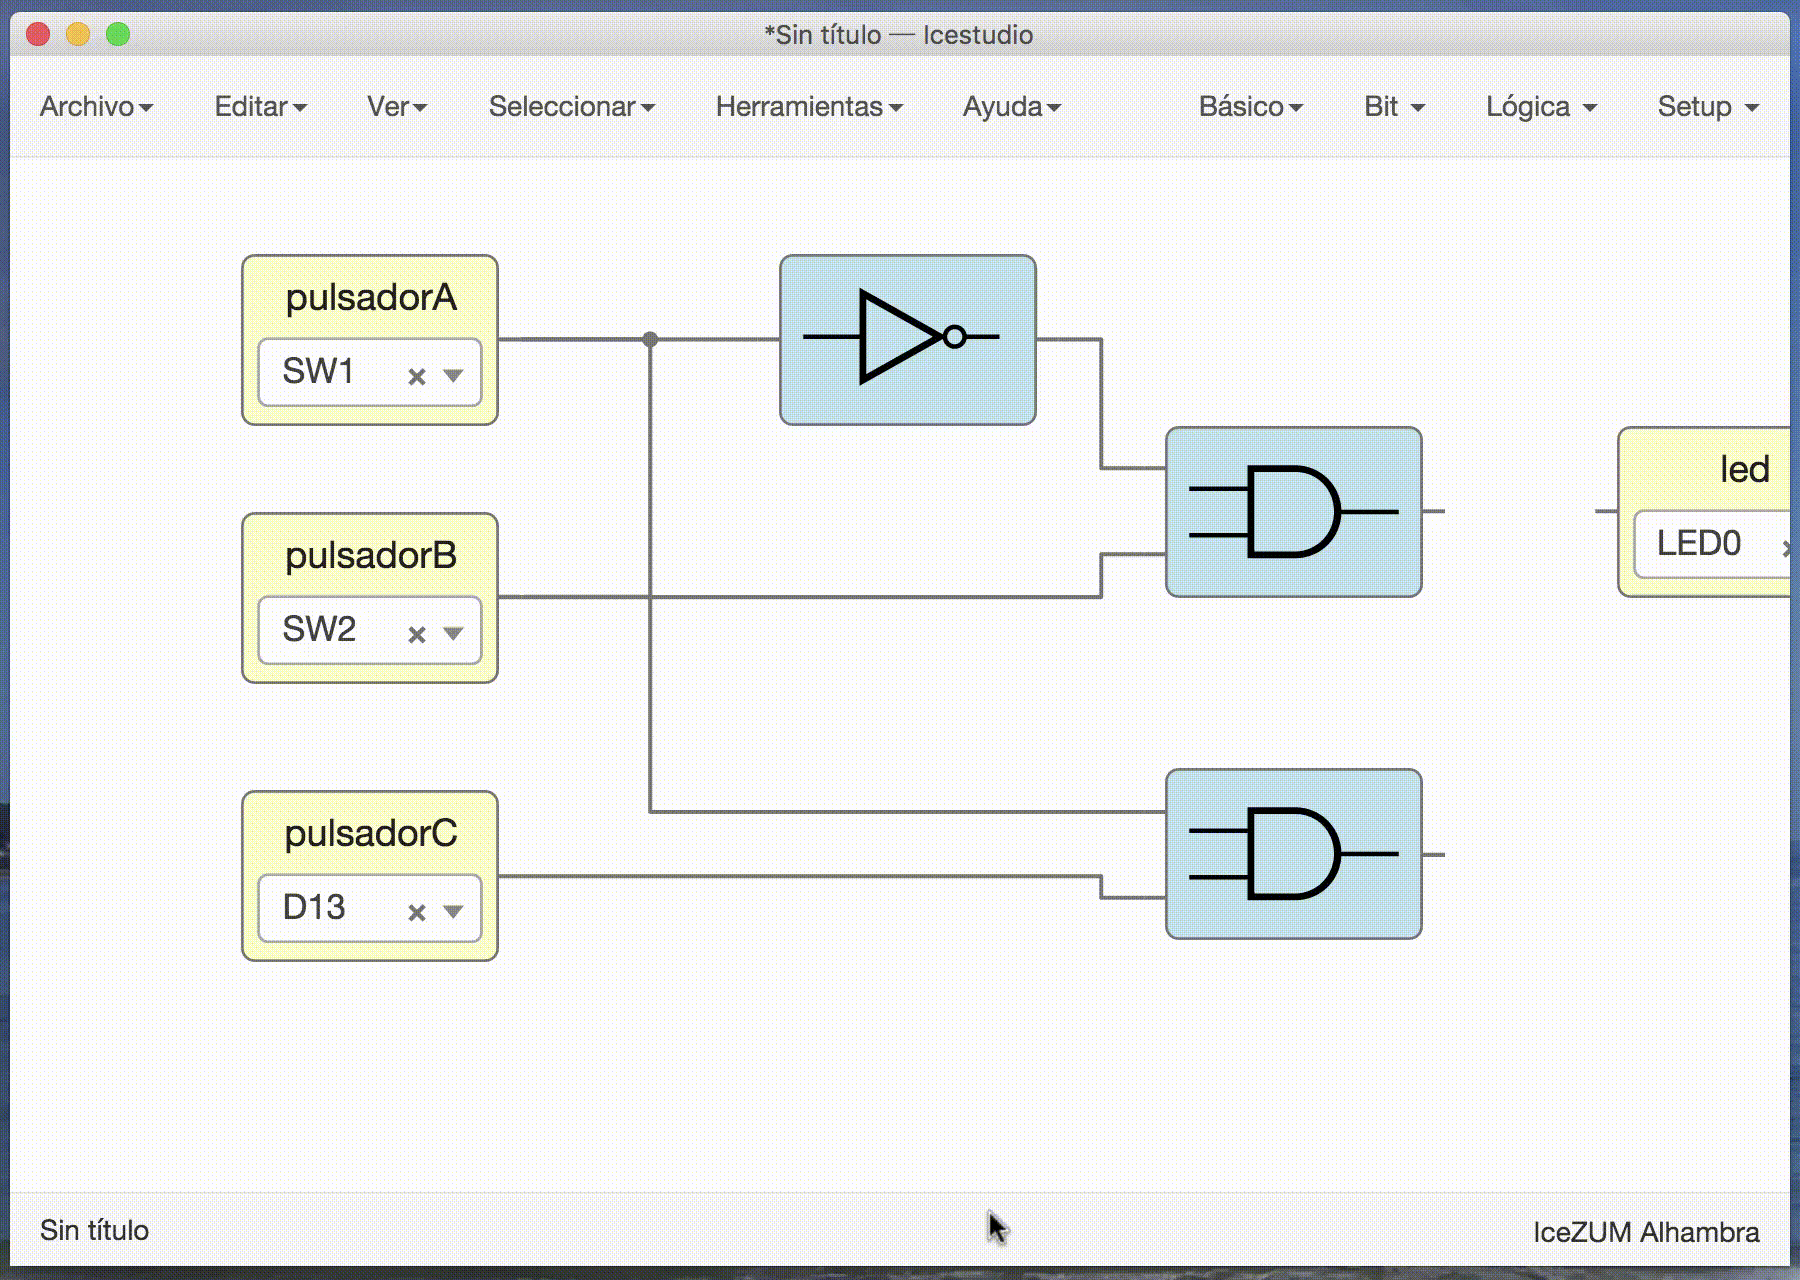 *Sin título — Icestudio
Archivo Editar Ver Seleccionar Herramientas Ayuda Básico Bit Lógica Setup
pulsadorA
SW1
led
LED0
pulsadorB
SW2
pulsadorC
D13
Sin título
IceZUM Alhambra